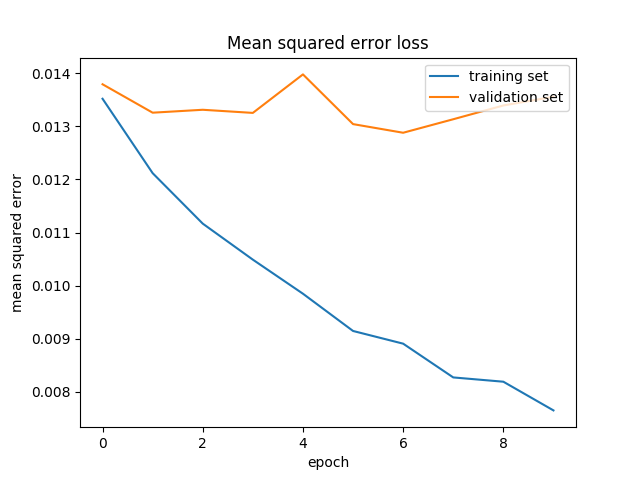 Mean squared error loss
training set
validation set
0.014
0.013
0.012
0.011
0.010
0.009
0.008
mean squared error
0
2
4
6
8
epoch